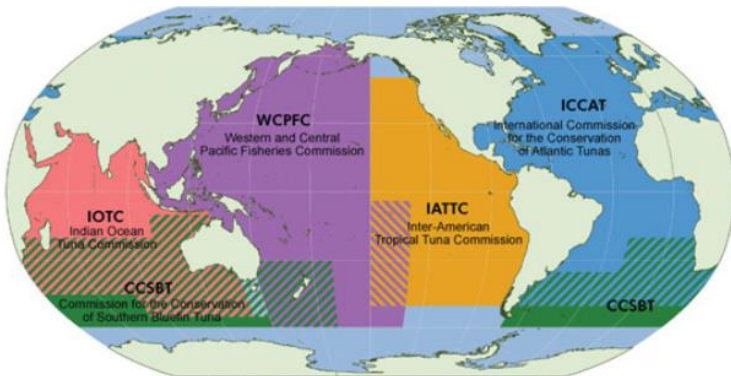 WCPFC
Western and Central
Pacific Fisheries Commission
ICCAT
International Commission
for the Conservation
of Atlantic Tunas
IOTC
Indian Ocean
Tuna Commission
IATTC
Inter-American
Tropical Tuna Commission
CCSBT
Commission for the Conservation
of Southern Bluefin Tuna
CCSBT